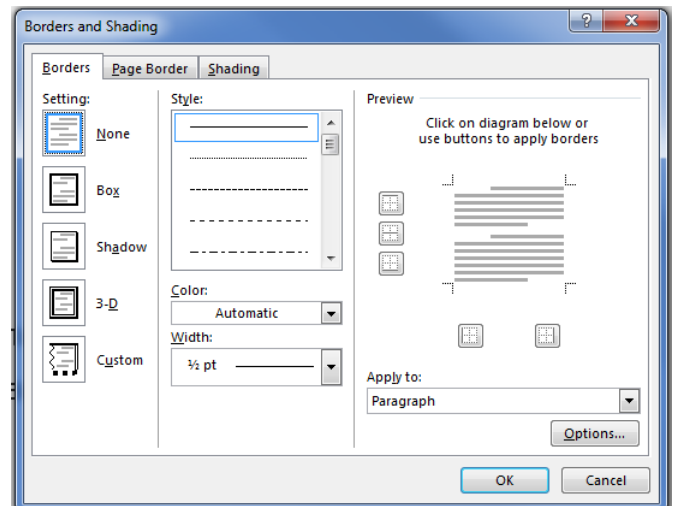 Borders and Shading
Borders
Page Border
Shading
Setting:
None
Box
Shadow
3-D
Custom
Style:
Color:
Automatic
Width:
½ pt
Preview
Click on diagram below or
use buttons to apply borders
Apply to:
Paragraph
Options...
OK
Cancel